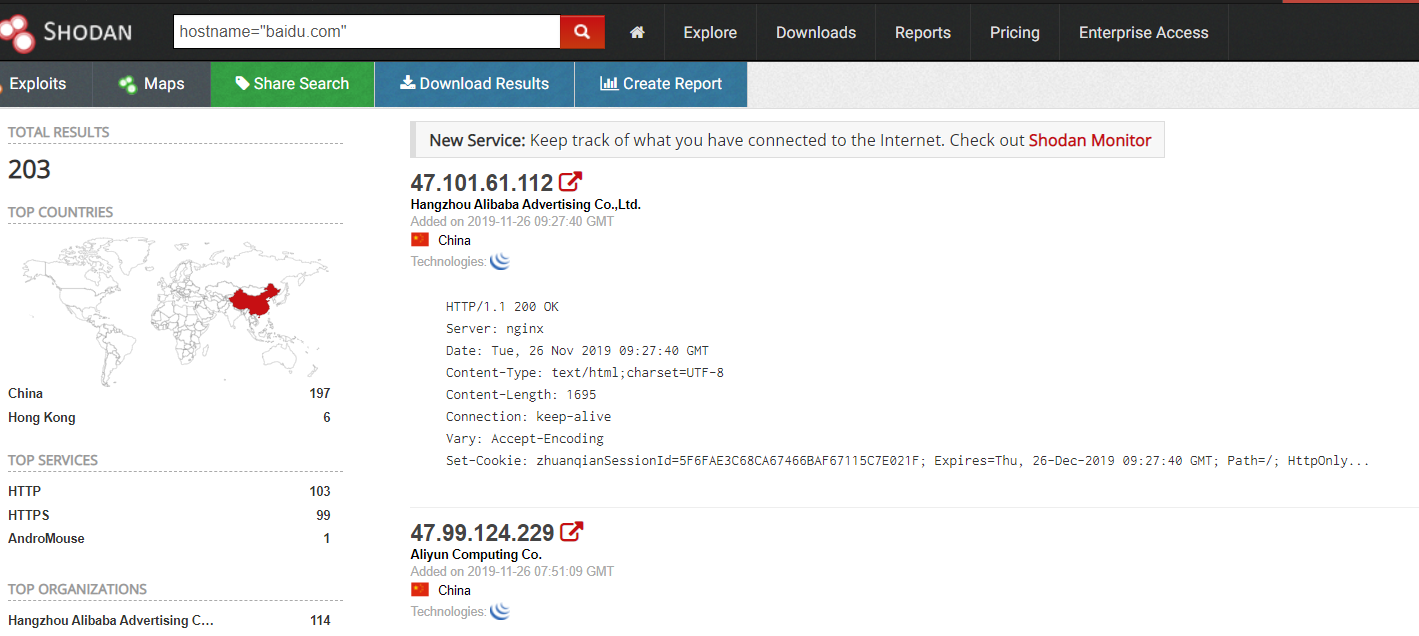 SHODAN
hostname="baidu.com"
Explore
Downloads
Reports
Pricing
Enterprise Access
Exploits
Maps
Share Search
Download Results
Create Report
TOTAL RESULTS
203
TOP COUNTRIES
China 197
Hong Kong 6
TOP SERVICES
HTTP 103
HTTPS 99
AndroMouse 1
TOP ORGANIZATIONS
Hangzhou Alibaba Advertising C... 114
New Service: Keep track of what you have connected to the Internet. Check out Shodan Monitor
47.101.61.112
Hangzhou Alibaba Advertising Co.,Ltd.
Added on 2019-11-26 09:27:40 GMT
China
Technologies:
HTTP/1.1 200 OK
Server: nginx
Date: Tue, 26 Nov 2019 09:27:40 GMT
Content-Type: text/html;charset=UTF-8
Content-Length: 1695
Connection: keep-alive
Vary: Accept-Encoding
Set-Cookie: zhuanqianSessionId=5F6FAE3C68CA67466BAF67115C7E021F; Expires=Thu, 26-Dec-2019 09:27:40 GMT; Path=/; HttpOnly...
47.99.124.229
Aliyun Computing Co.
Added on 2019-11-26 07:51:09 GMT
China
Technologies: